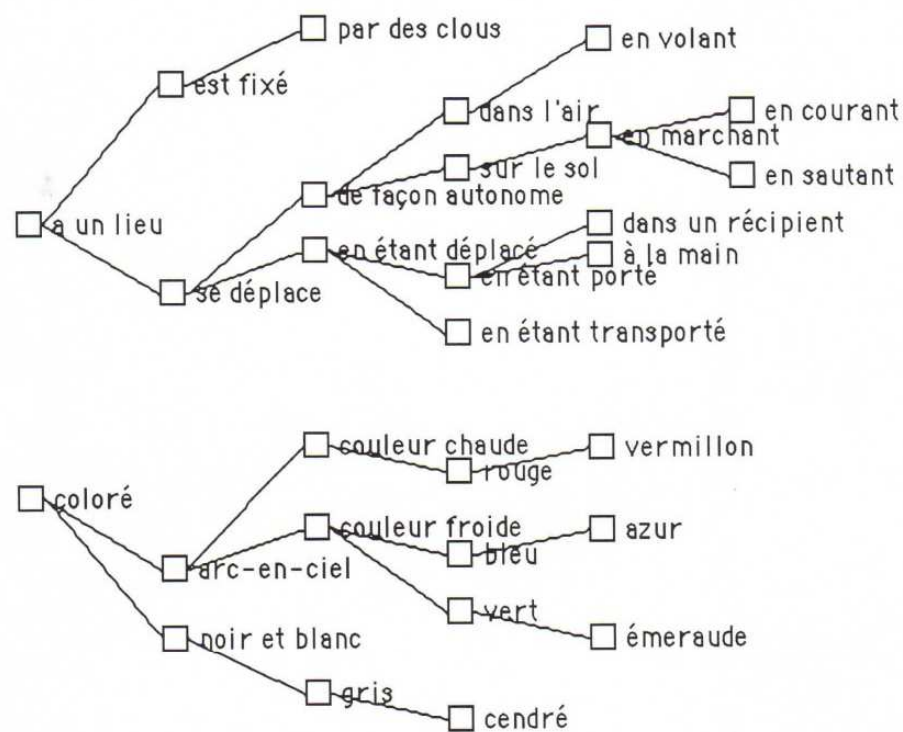 par des clous
en volant
est fixé
dans l'air
en courant
en marchant
sur le sol
en sautant
de façon autonome
a un lieu
dans un récipient
en étant déplacé
à la main
en étant porte
se déplace
en étant transporté
couleur chaude
vermillon
rouge
coloré
couleur froide
azur
bleu
arc-en-ciel
vert
noir et blanc
émeraude
gris
cendré